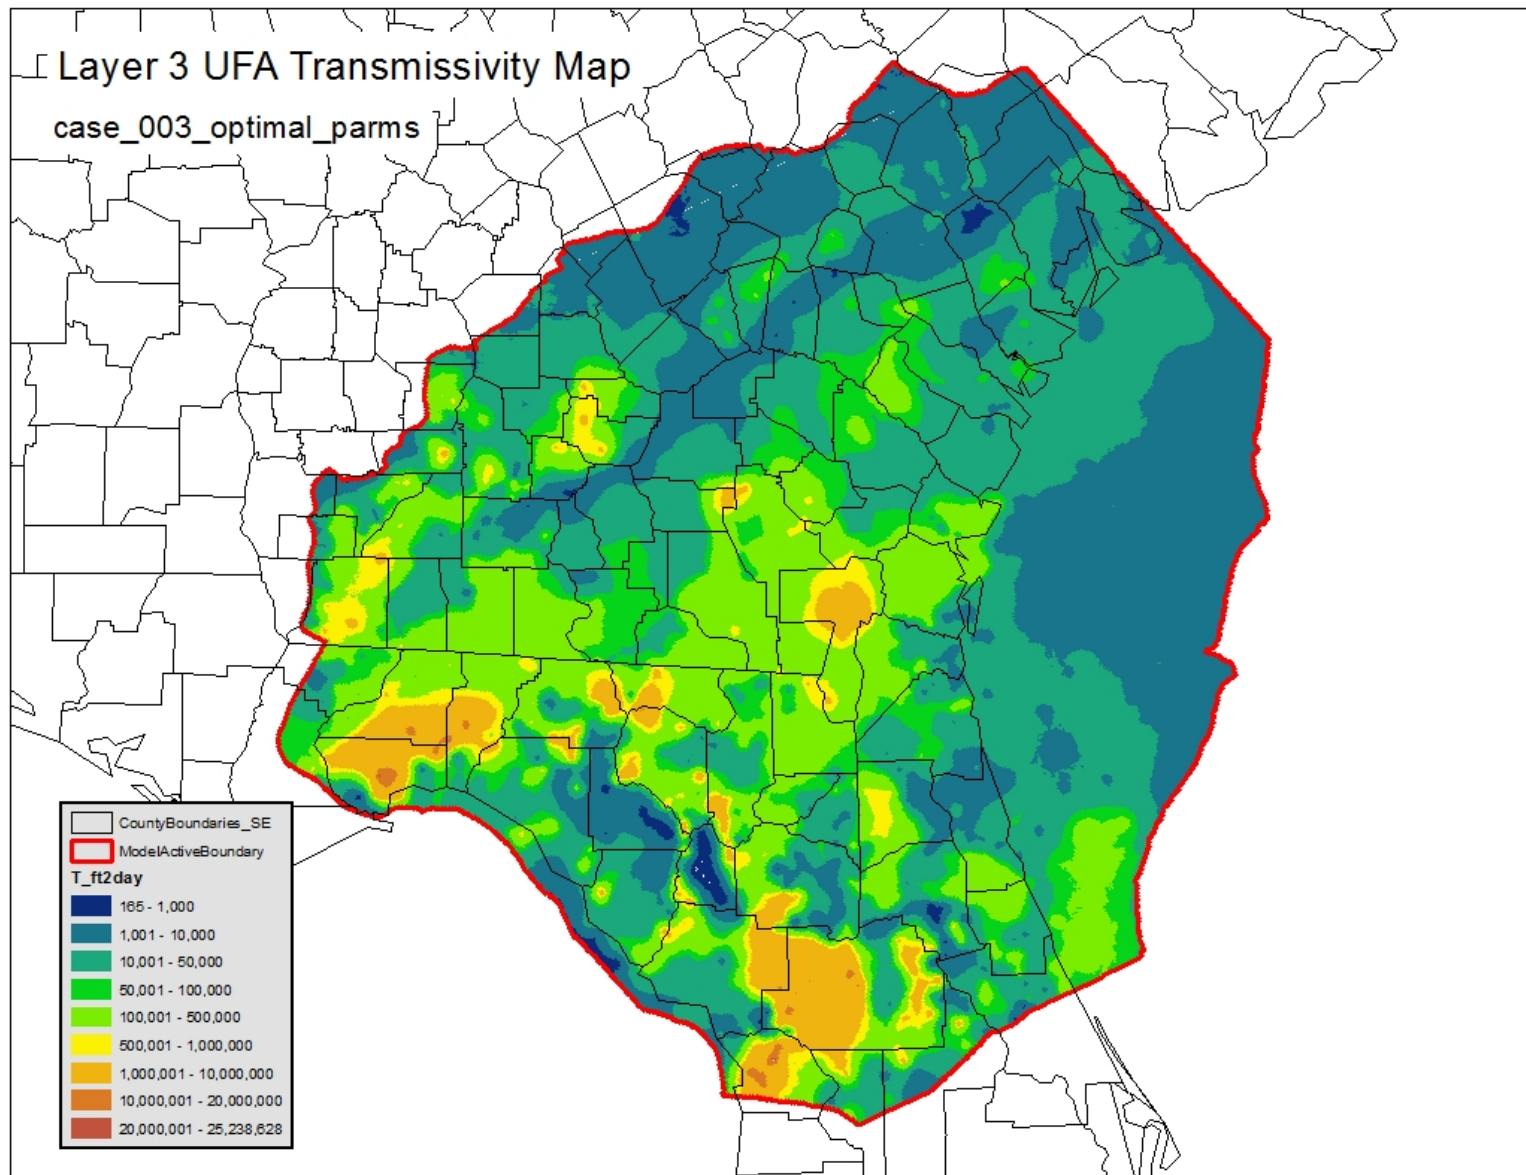 Layer 3 UFA Transmissivity Map
case_003_optimal_parms
CountyBoundaries_SE
ModelActiveBoundary
T_ft2day
165 - 1,000
1,001 - 10,000
10,001 - 50,000
50,001 - 100,000
100,001 - 500,000
500,001 - 1,000,000
1,000,001 - 10,000,000
10,000,001 - 20,000,000
20,000,001 - 25,238,628